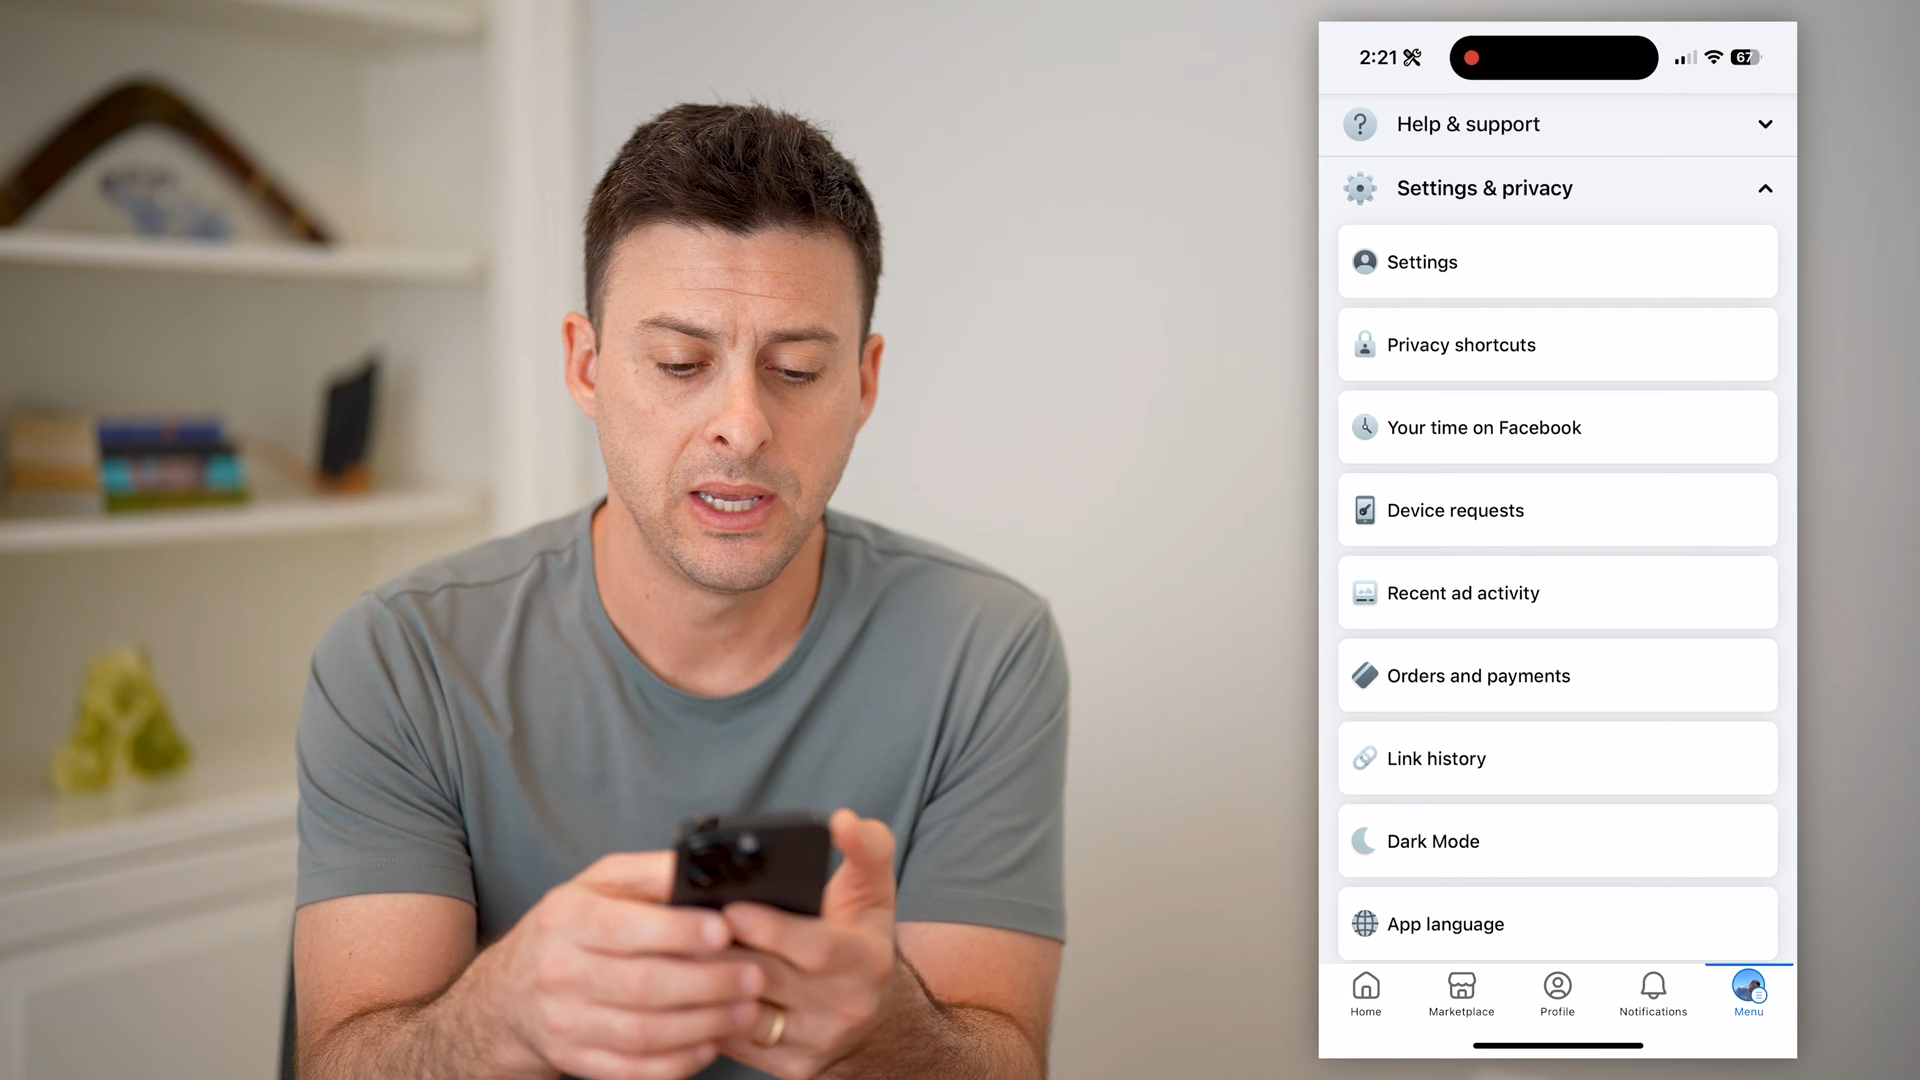 2:21
67
Help & support
Settings & privacy
Settings
Privacy shortcuts
Your time on Facebook
Device requests
Recent ad activity
Orders and payments
Link history
Dark Mode
App language
Home
Marketplace
Profile
Notifications
Menu